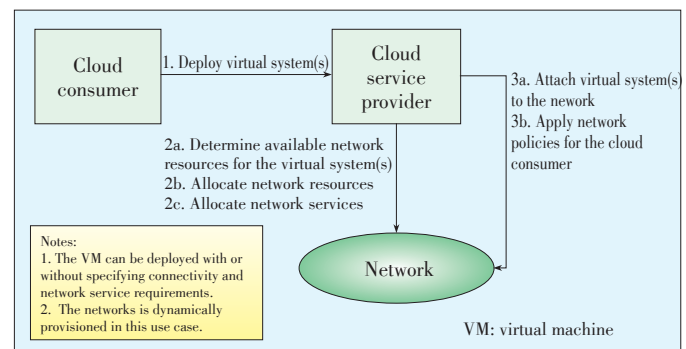 Cloud
consumer
1. Deploy virtual system(s)
Cloud
service
provider
3a. Attach virtual system(s)
to the nework
3b. Apply network
policies for the cloud
consumer
2a. Determine available network
resources for the virtual system(s)
2b. Allocate network resources
2c. Allocate network services
Notes:
1. The VM can be deployed with or
without specifying connectivity and
network service requirements.
2. The networks is dynamically
provisioned in this use case.
Network
VM: virtual machine